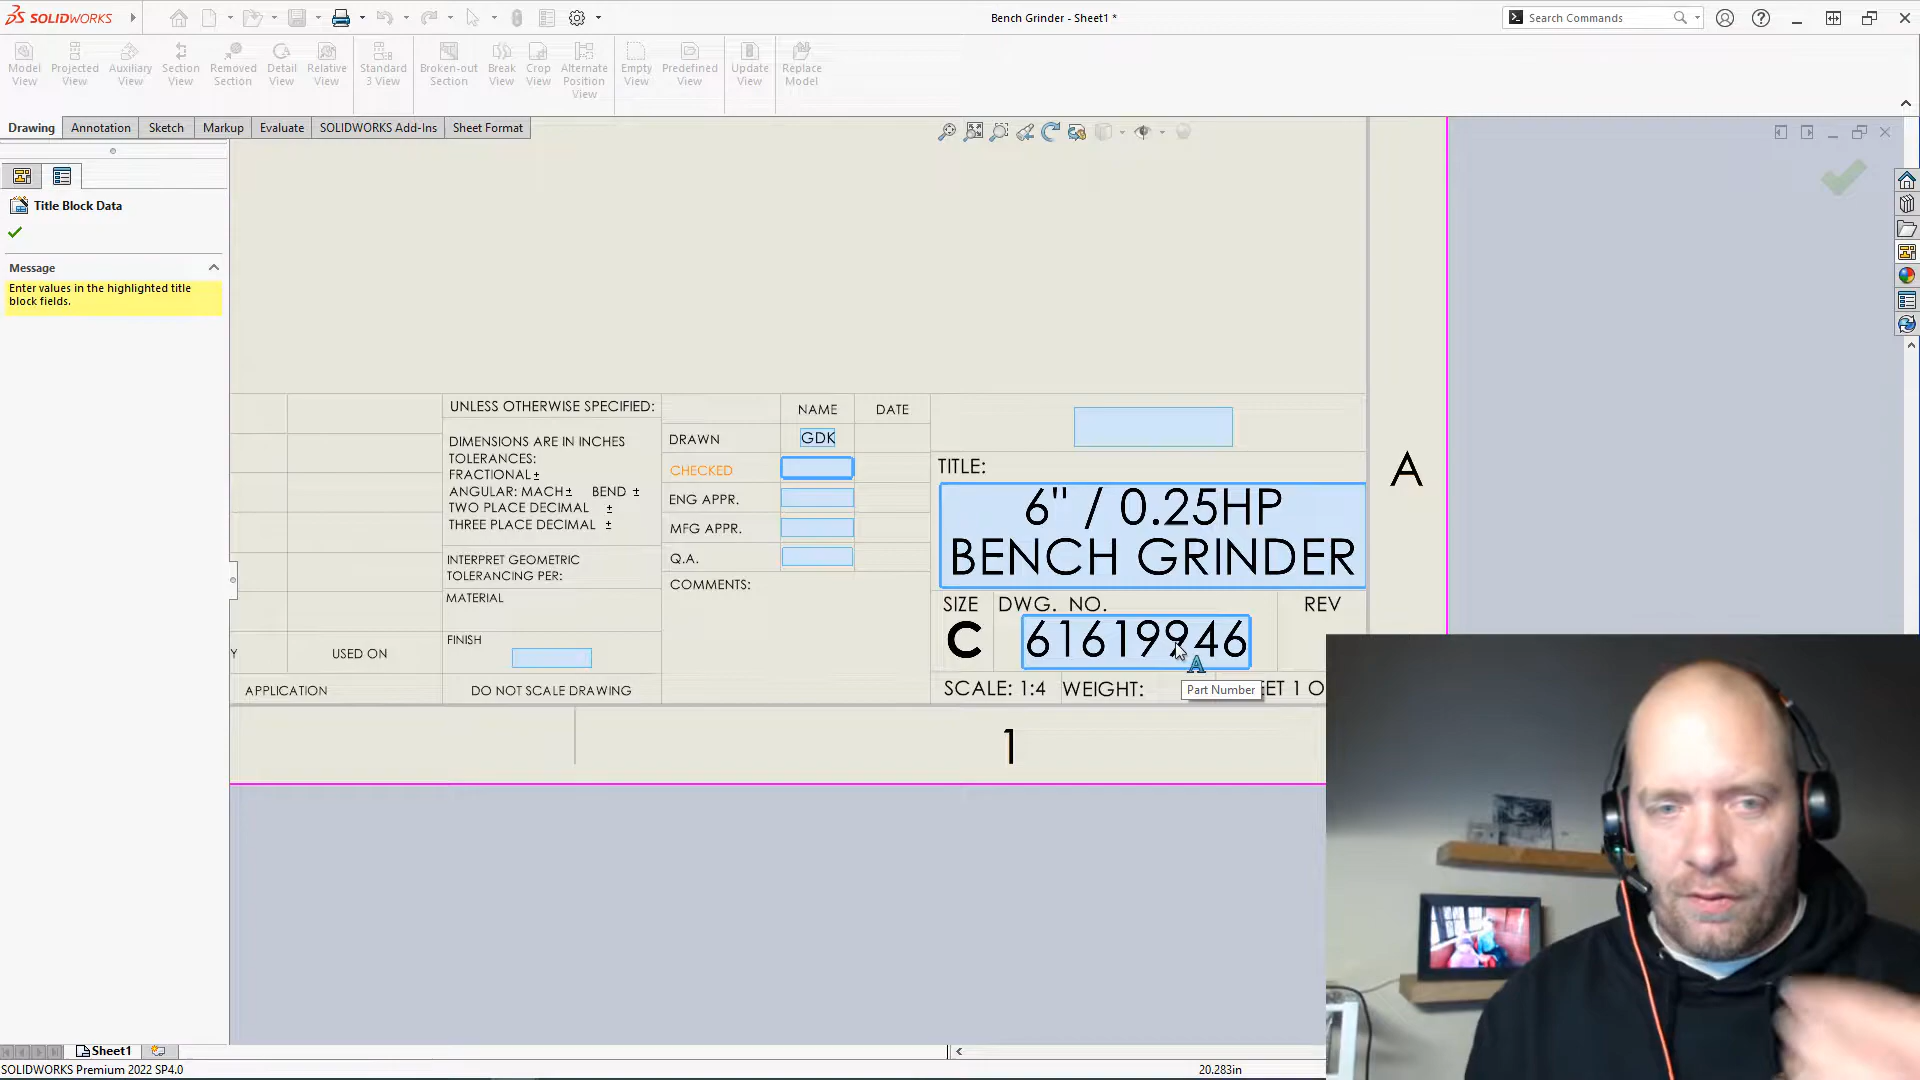 SOLIDWORKS
Bench Grinder - Sheet1 *
Search Commands
Model View
Projected View
Auxiliary View
Section View
Removed Section
Detail View
Relative View
Standard 3 View
Broken-out Section
Break View
Crop View
Alternate Position View
Empty View
Predefined View
Update View
Replace Model
Drawing
Annotation
Sketch
Markup
Evaluate
SOLIDWORKS Add-Ins
Sheet Format
Title Block Data
Message
Enter values in the highlighted title
block fields.
UNLESS OTHERWISE SPECIFIED:
DIMENSIONS ARE IN INCHES
TOLERANCES:
FRACTIONAL ±
ANGULAR: MACH± BEND ±
TWO PLACE DECIMAL ±
THREE PLACE DECIMAL ±
INTERPRET GEOMETRIC
TOLERANCING PER:
MATERIAL
FINISH
DO NOT SCALE DRAWING
Y
USED ON
APPLICATION
NAME
DATE
DRAWN
GDK
CHECKED
ENG APPR.
MFG APPR.
Q.A.
COMMENTS:
TITLE:
6" / 0.25HP
BENCH GRINDER
SIZE
DWG. NO.
REV
C
61619946
A
SCALE: 1:4
WEIGHT:
ET 1 O
Part Number
A
1
Sheet1
SOLIDWORKS Premium 2022 SP4.0
20.283in